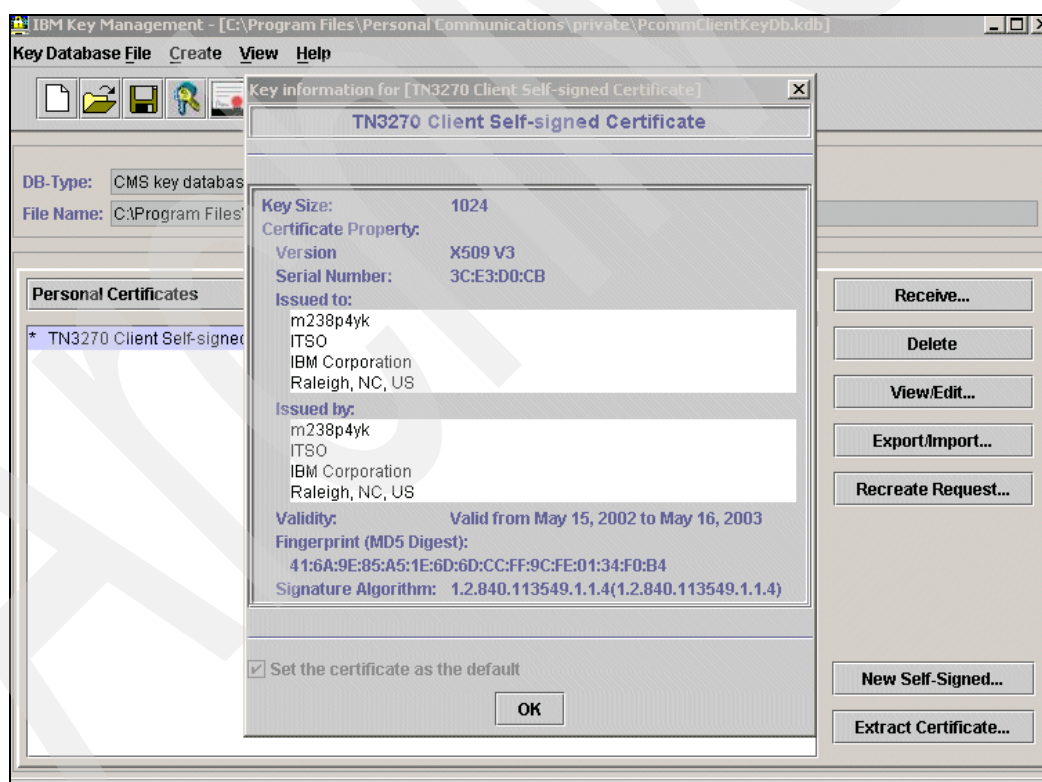 IBM Key Management - [C:\Program Files\Personal Communications\private\PcommClientKeyDb.kdb]
Key Database File Create View Help
Key information for [TN3270 Client Self-signed Certificate]
TN3270 Client Self-signed Certificate
DB-Type: CMS key databas
File Name: C:\Program Files\
Key Size: 1024
Certificate Property:
Version X509 V3
Serial Number: 3C:E3:D0:CB
Issued to:
m238p4yk
ITSO
IBM Corporation
Raleigh, NC, US
Issued by:
m238p4yk
ITSO
IBM Corporation
Raleigh, NC, US
Validity: Valid from May 15, 2002 to May 16, 2003
Fingerprint (MD5 Digest):
41:6A:9E:85:A5:1E:6D:6D:CC:FF:9C:FE:01:34:F0:B4
Signature Algorithm: 1.2.840.113549.1.1.4(1.2.840.113549.1.1.4)
Set the certificate as the default
OK
Personal Certificates
* TN3270 Client Self-signed
Receive...
Delete
View/Edit...
Export/Import...
Recreate Request...
New Self-Signed...
Extract Certificate...